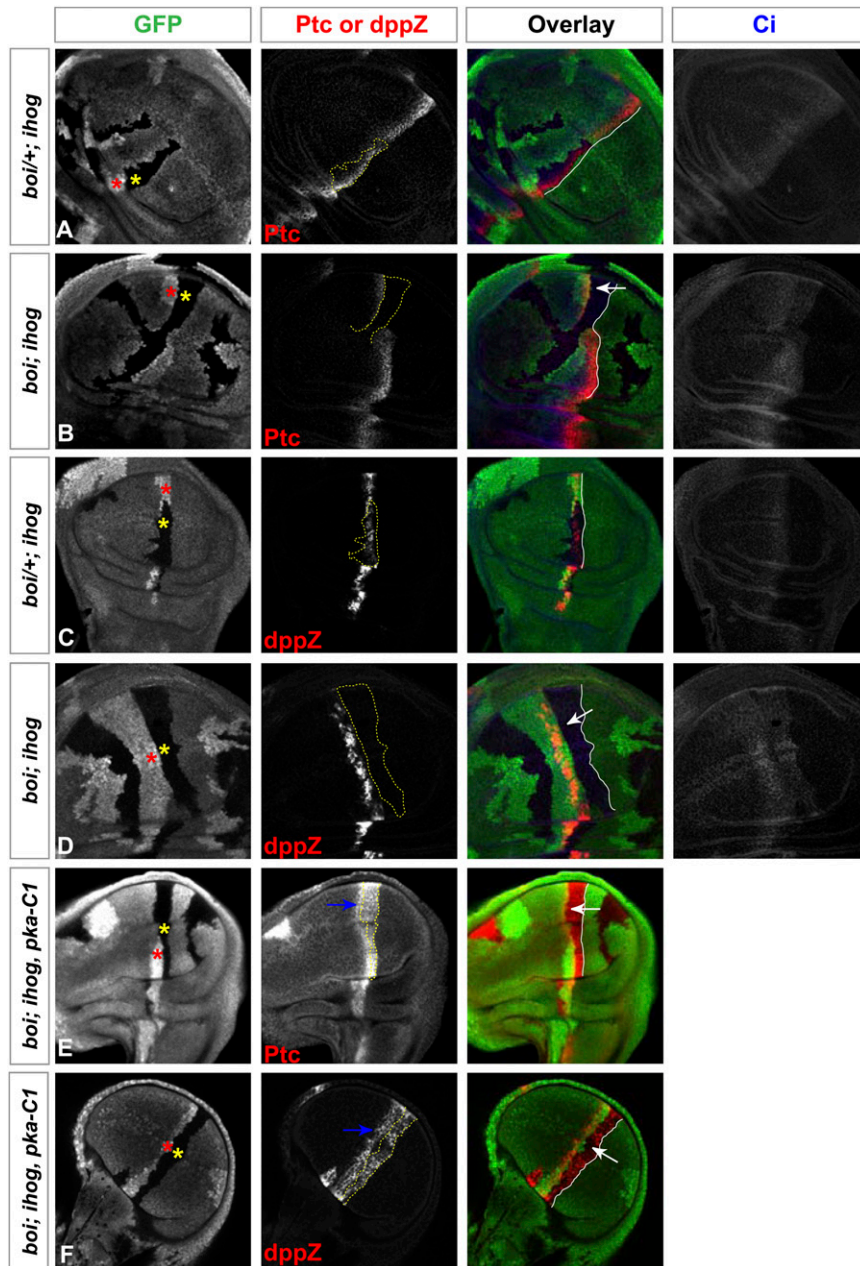 GFP Ptc or dppZ Overlay Ci
boi/+; ihog
A
Ptc
boi; ihog
B
Ptc
boi/+; ihog
C
dppZ
boi; ihog
D
dppZ
boi; ihog, pka-C1
E
Ptc
boi; ihog, pka-C1
F
dppZ